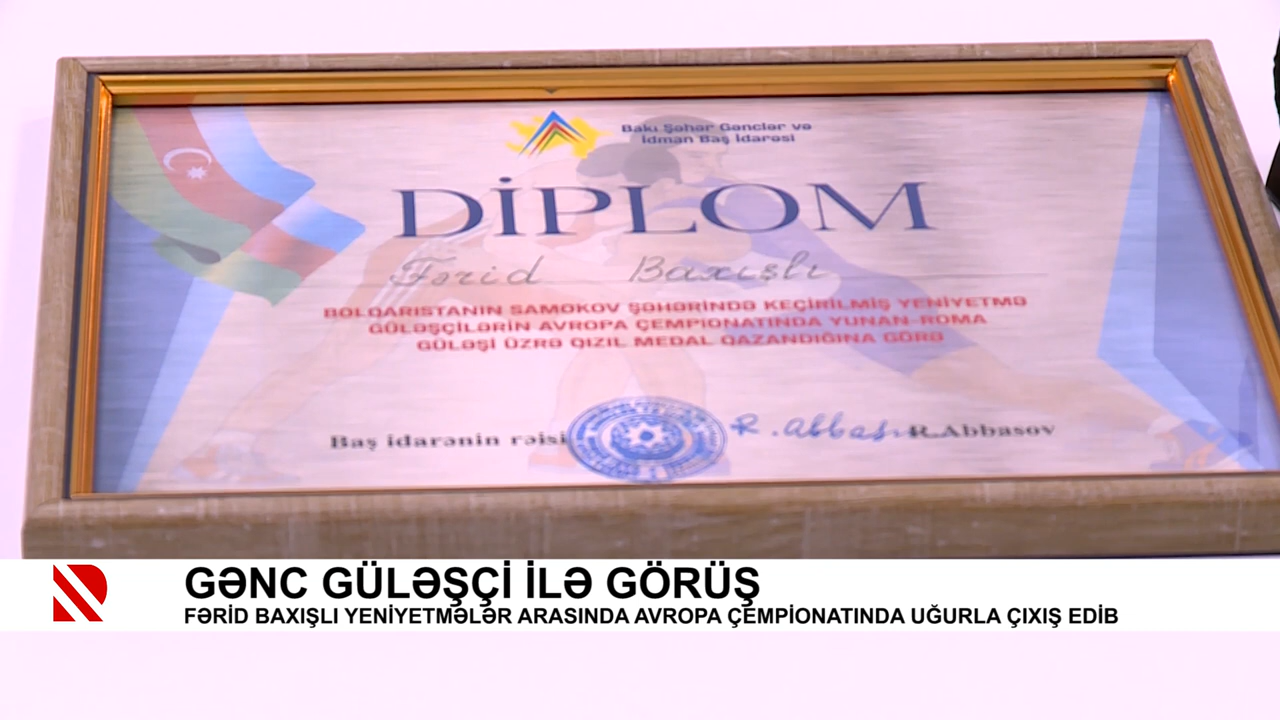 Bakı Şəhər Gənclər və
İdman Baş İdarəsi
DİPLOM
Fərid Baxışlı
BOLQARISTANIN SAMOKOV ŞƏHƏRİNDƏ KEÇİRİLMİŞ YENİYETMƏ
GÜLƏŞÇİLƏRİN AVROPA ÇEMPİONATINDA YUNAN-ROMA
GÜLƏŞİ ÜZRƏ QIZIL MEDAL QAZANDIĞINA GÖRƏ
Baş idarənin rəisi R. Abbasov R.Abbasov
GƏNC GÜLƏŞÇİ İLƏ GÖRÜŞ
FƏRİD BAXIŞLI YENİYETMƏLƏR ARASINDA AVROPA ÇEMPİONATINDA UĞURLA ÇIXIŞ EDİB